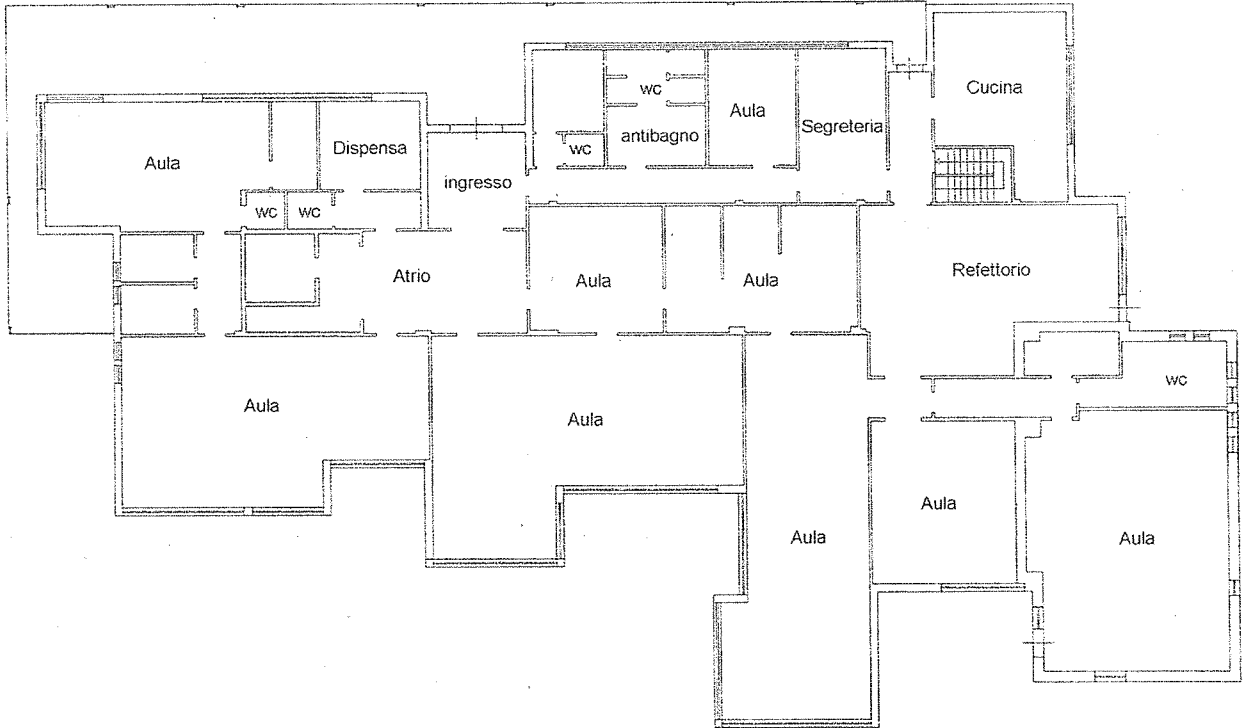 Cucina
wc
Aula
Segreteria
antibagno
Dispensa
wc
Aula
ingresso
wc
wc
Atrio
Aula
Aula
Refettorio
wc
Aula
Aula
Aula
Aula
Aula